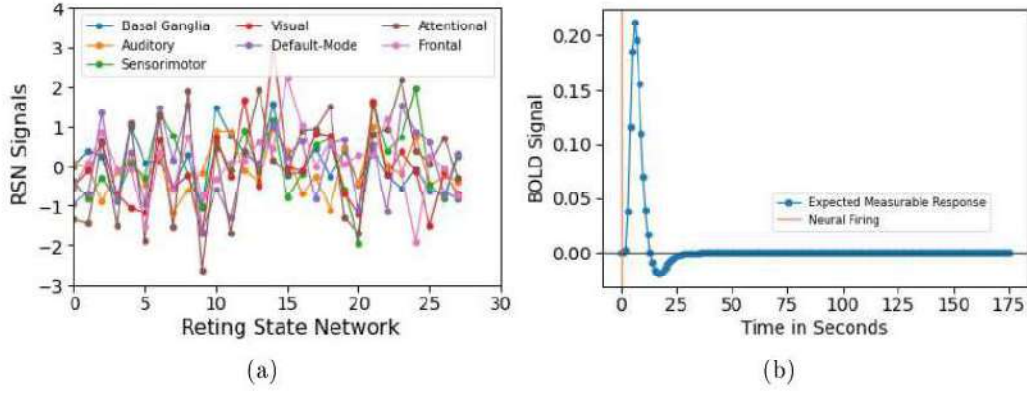 Basal Ganglia
Auditory
Sensorimotor
Visual
Default-Mode
Attentional
Frontal
4
3
2
1
0
−1
−2
−3
RSN Signals
0 5 10 15 20 25 30
Reting State Network
(a)
0.20
0.15
0.10
0.05
0.00
BOLD Signal
Expected Measurable Response
Neural Firing
0 25 50 75 100 125 150 175
Time in Seconds
(b)